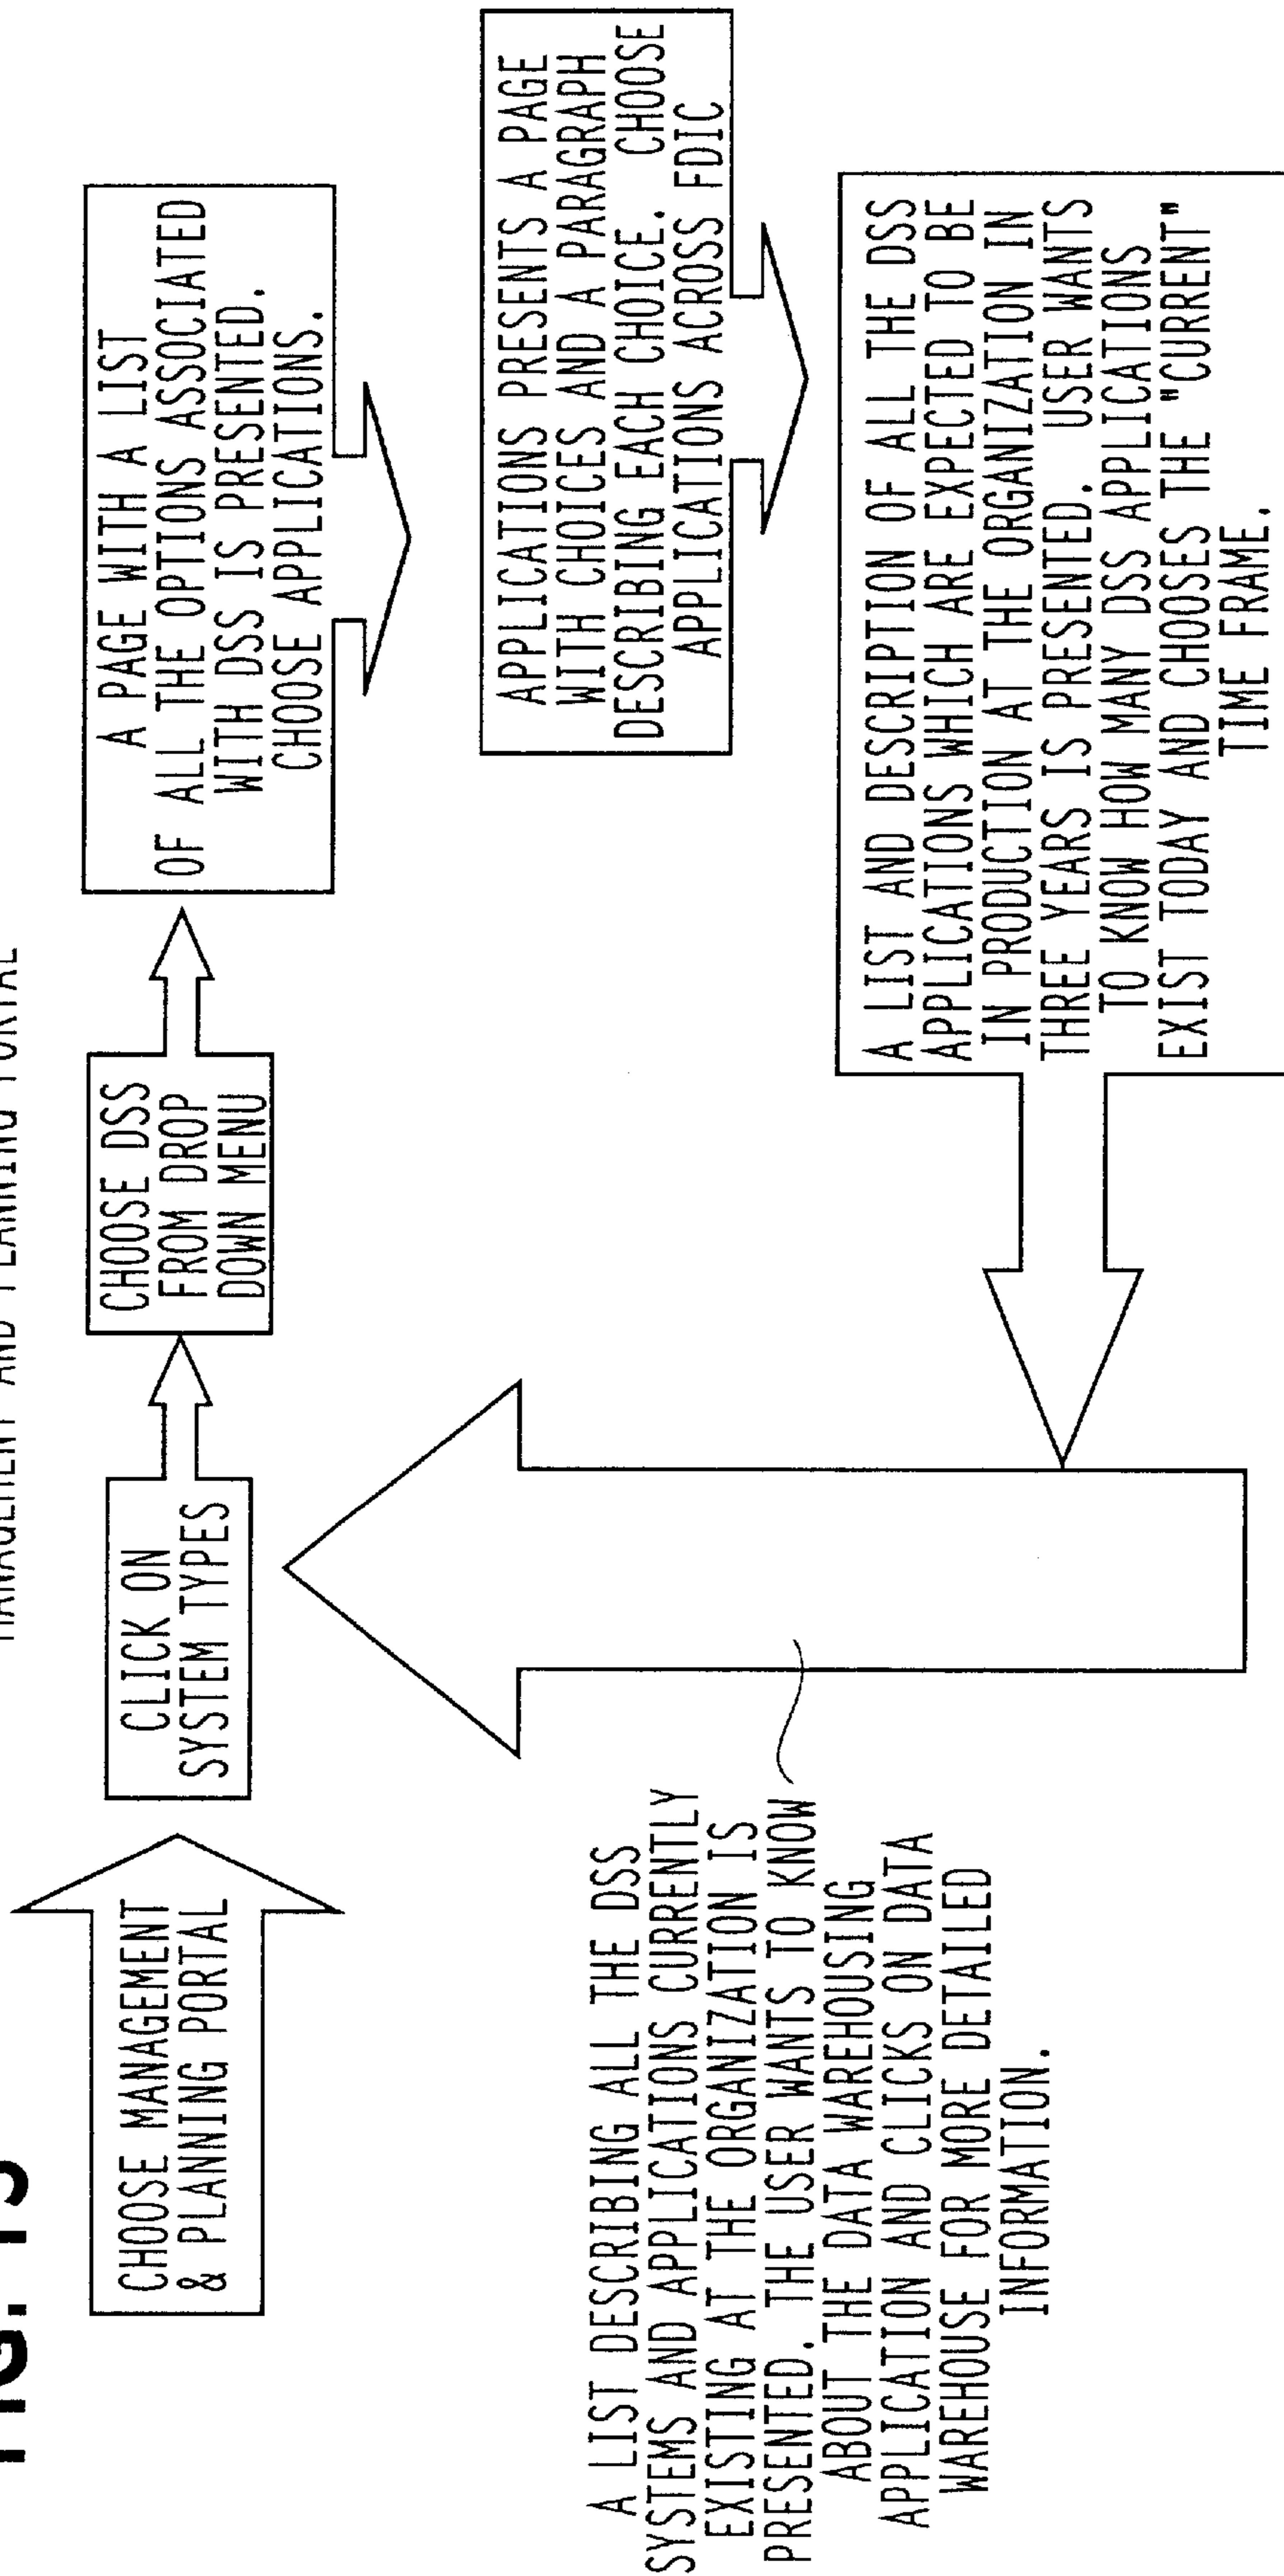 FIG. 15
MANAGEMENT AND PLANNING PORTAL
CHOOSE MANAGEMENT
& PLANNING PORTAL
CLICK ON
SYSTEM TYPES
CHOOSE DSS
FROM DROP
DOWN MENU
A PAGE WITH A LIST
OF ALL THE OPTIONS ASSOCIATED
WITH DSS IS PRESENTED.
CHOOSE APPLICATIONS.
APPLICATIONS PRESENTS A PAGE
WITH CHOICES AND A PARAGRAPH
DESCRIBING EACH CHOICE. CHOOSE
APPLICATIONS ACROSS FDIC
A LIST AND DESCRIPTION OF ALL THE DSS
APPLICATIONS WHICH ARE EXPECTED TO BE
IN PRODUCTION AT THE ORGANIZATION IN
THREE YEARS IS PRESENTED. USER WANTS
TO KNOW HOW MANY DSS APPLICATIONS
EXIST TODAY AND CHOOSES THE "CURRENT"
TIME FRAME.
A LIST DESCRIBING ALL THE DSS
SYSTEMS AND APPLICATIONS CURRENTLY
EXISTING AT THE ORGANIZATION IS
PRESENTED. THE USER WANTS TO KNOW
ABOUT THE DATA WAREHOUSING
APPLICATION AND CLICKS ON DATA
WAREHOUSE FOR MORE DETAILED
INFORMATION.